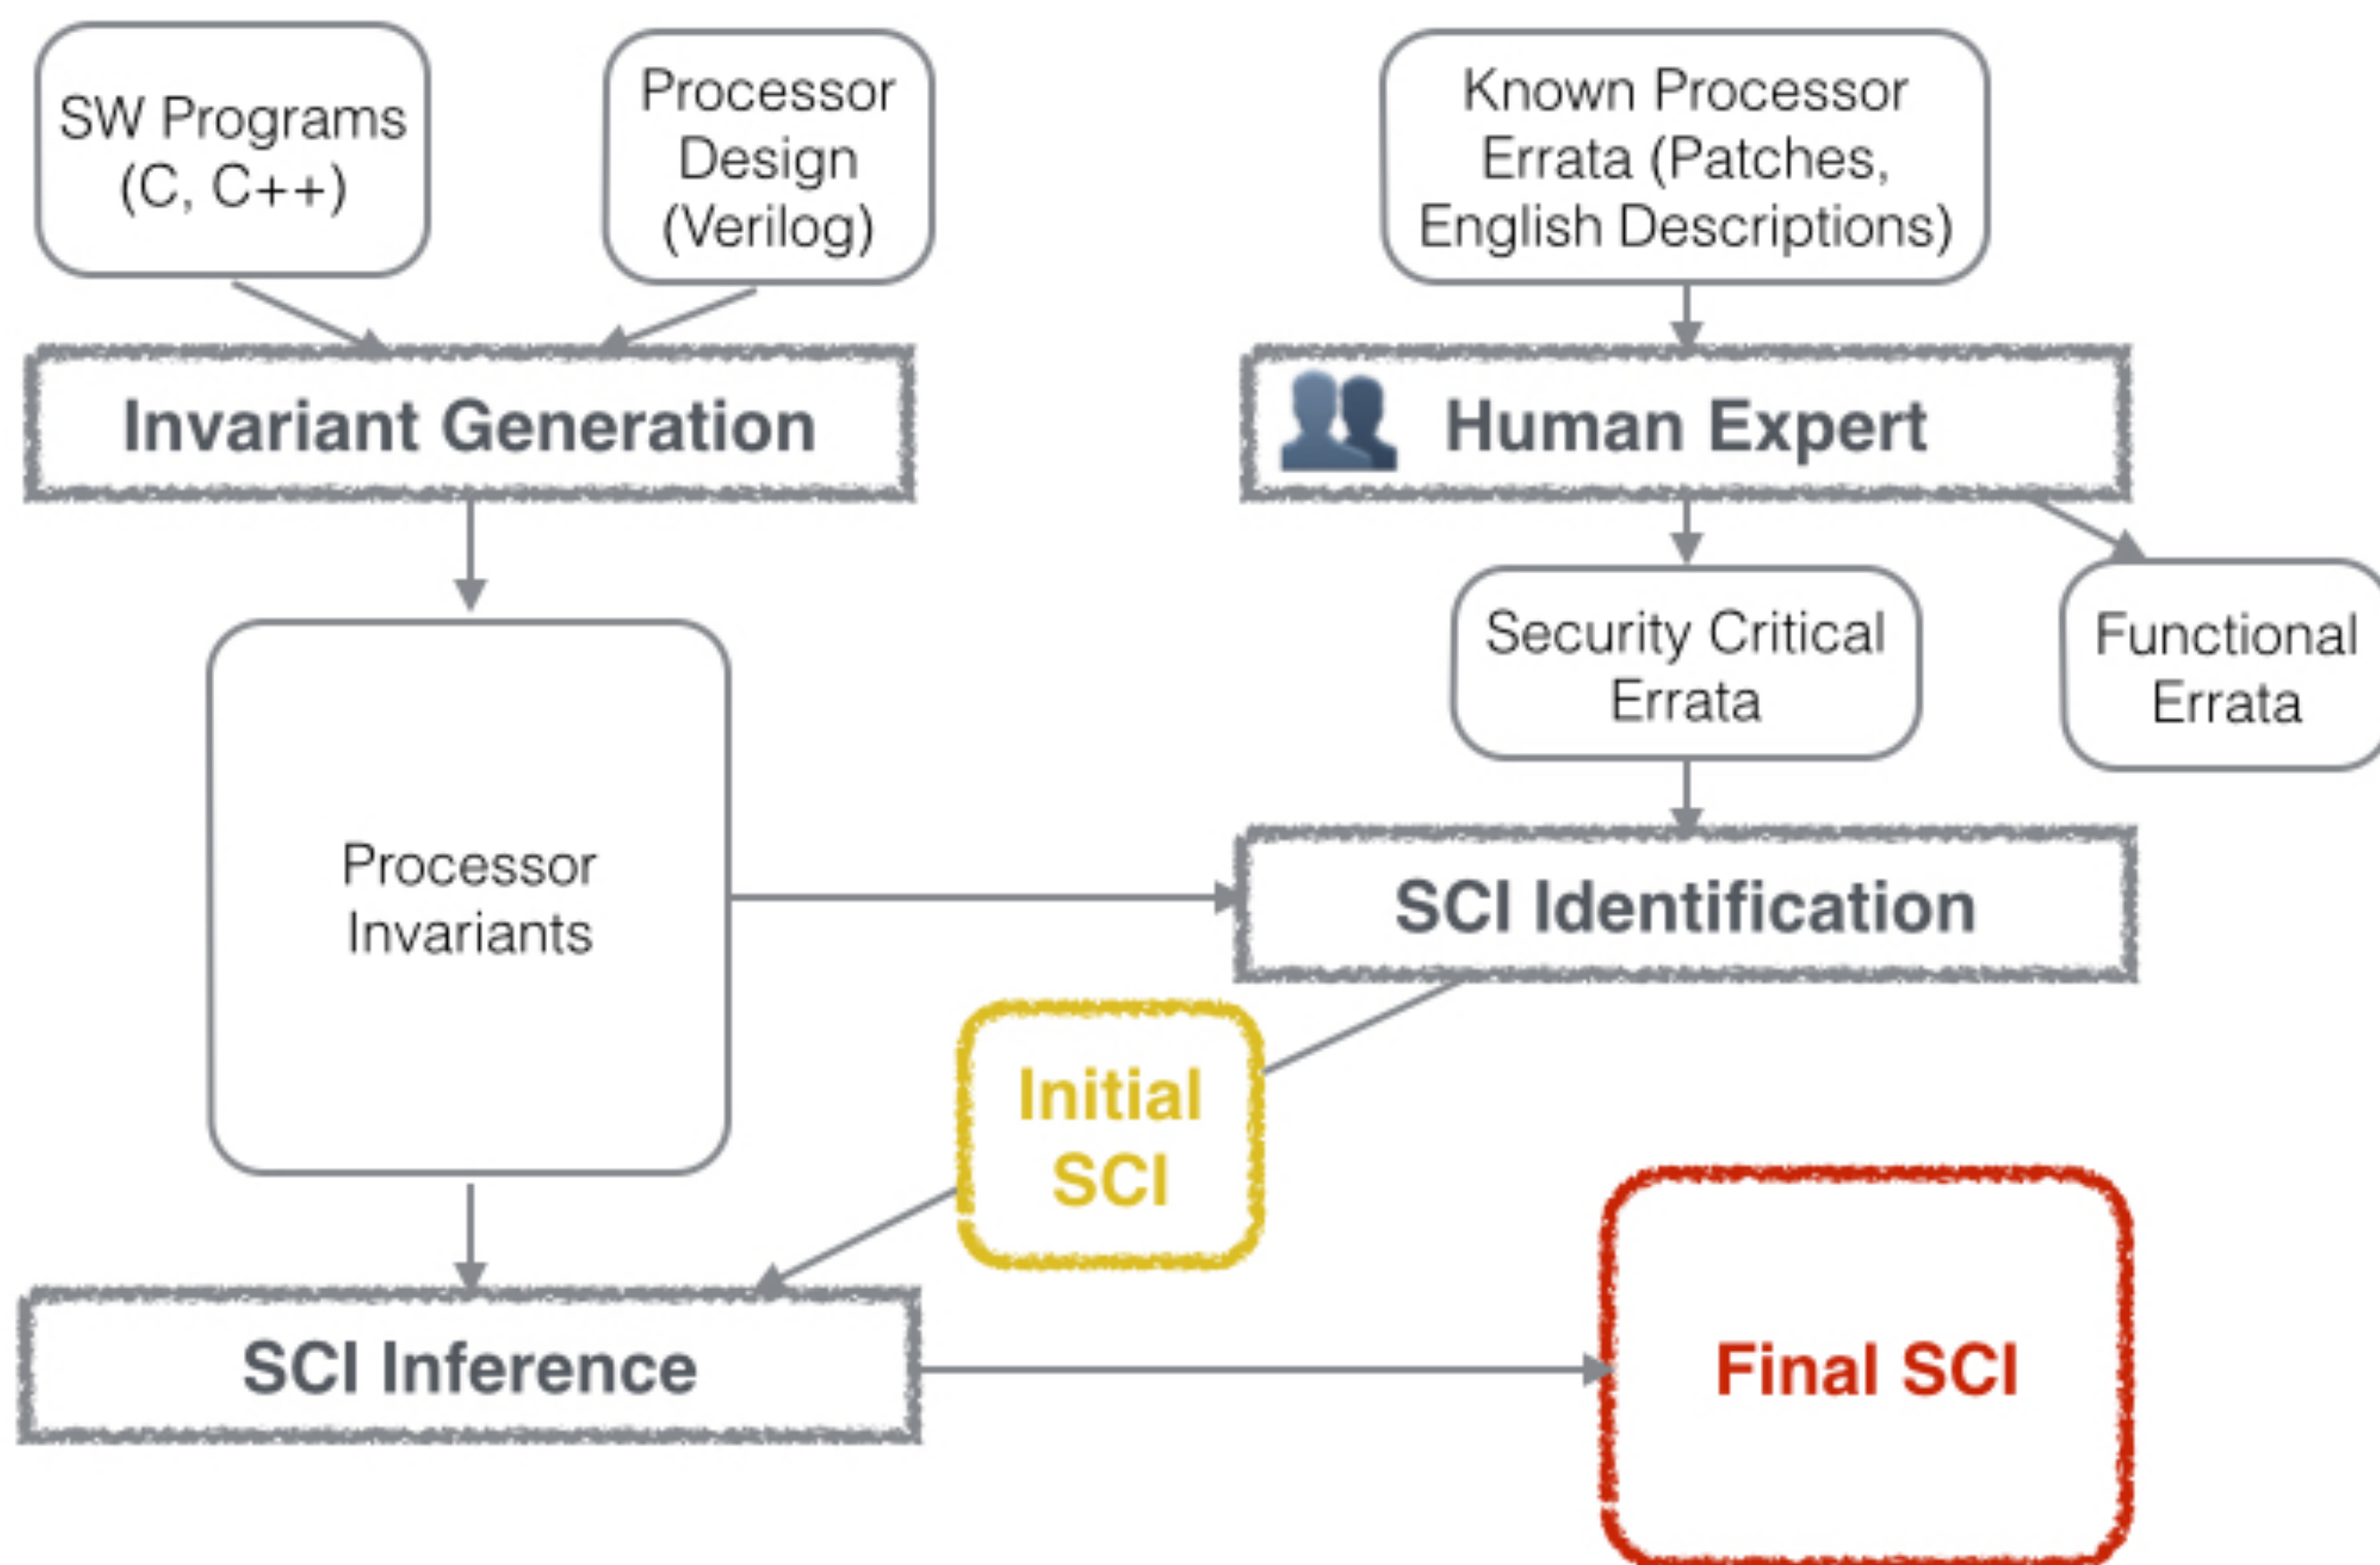 SW Programs
(C, C++)
Processor
Design
(Verilog)
Known Processor
Errata (Patches,
English Descriptions)
Invariant Generation
Human Expert
Security Critical
Errata
Functional
Errata
Processor
Invariants
SCI Identification
Initial
SCI
SCI Inference
Final SCI